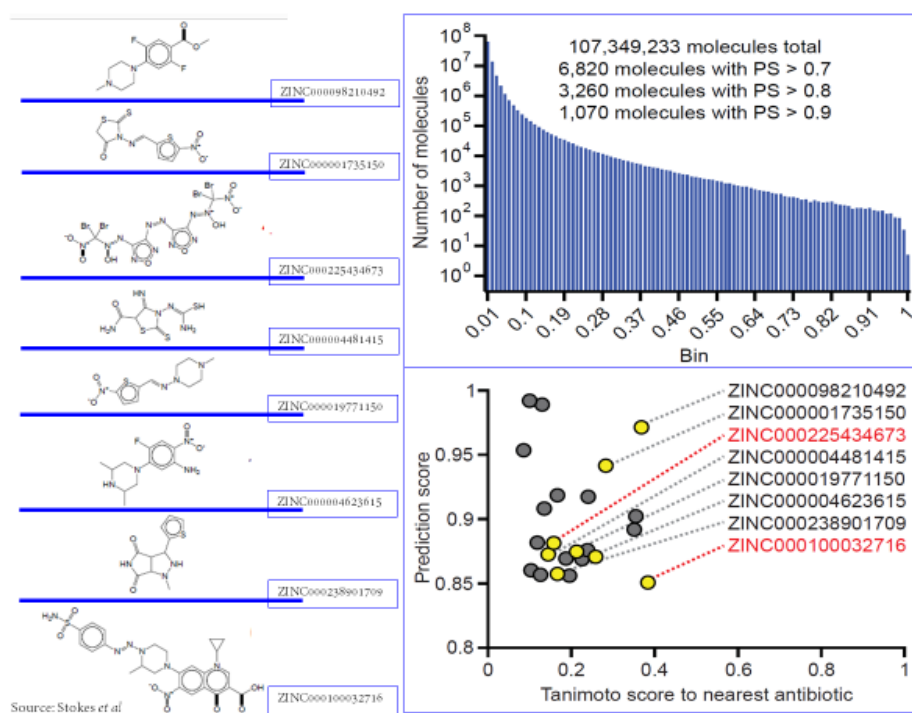 ZINC000098210492
ZINC000001735150
ZINC000225434673
ZINC000004481415
ZINC000019771150
ZINC000004623615
ZINC000238901709
ZINC000100032716
Source: Stokes et al
107,349,233 molecules total
6,820 molecules with PS > 0.7
3,260 molecules with PS > 0.8
1,070 molecules with PS > 0.9
Number of molecules
10^8
10^7
10^6
10^5
10^4
10^3
10^2
10^1
10^0
0.01 0.1 0.19 0.28 0.37 0.46 0.55 0.64 0.73 0.82 0.91 1
Bin
Prediction score
1
0.95
0.9
0.85
0.8
ZINC000098210492
ZINC000001735150
ZINC000225434673
ZINC000004481415
ZINC000019771150
ZINC000004623615
ZINC000238901709
ZINC000100032716
0 0.2 0.4 0.6 0.8 1
Tanimoto score to nearest antibiotic